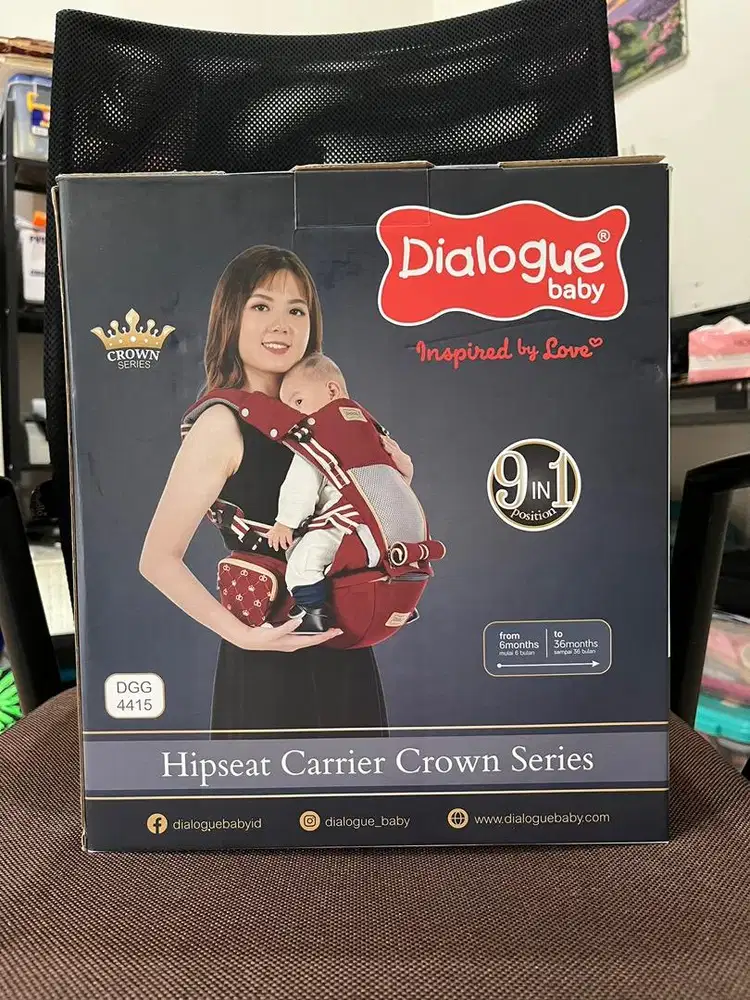 Dialogue®
baby
Inspired by Love
CROWN
SERIES
9 IN 1
position
from
6months
mulai 6 bulan
to
36months
sampai 36 bulan
DGG
4415
Hipseat Carrier Crown Series
dialoguebabyid
dialogue_baby
www.dialoguebaby.com